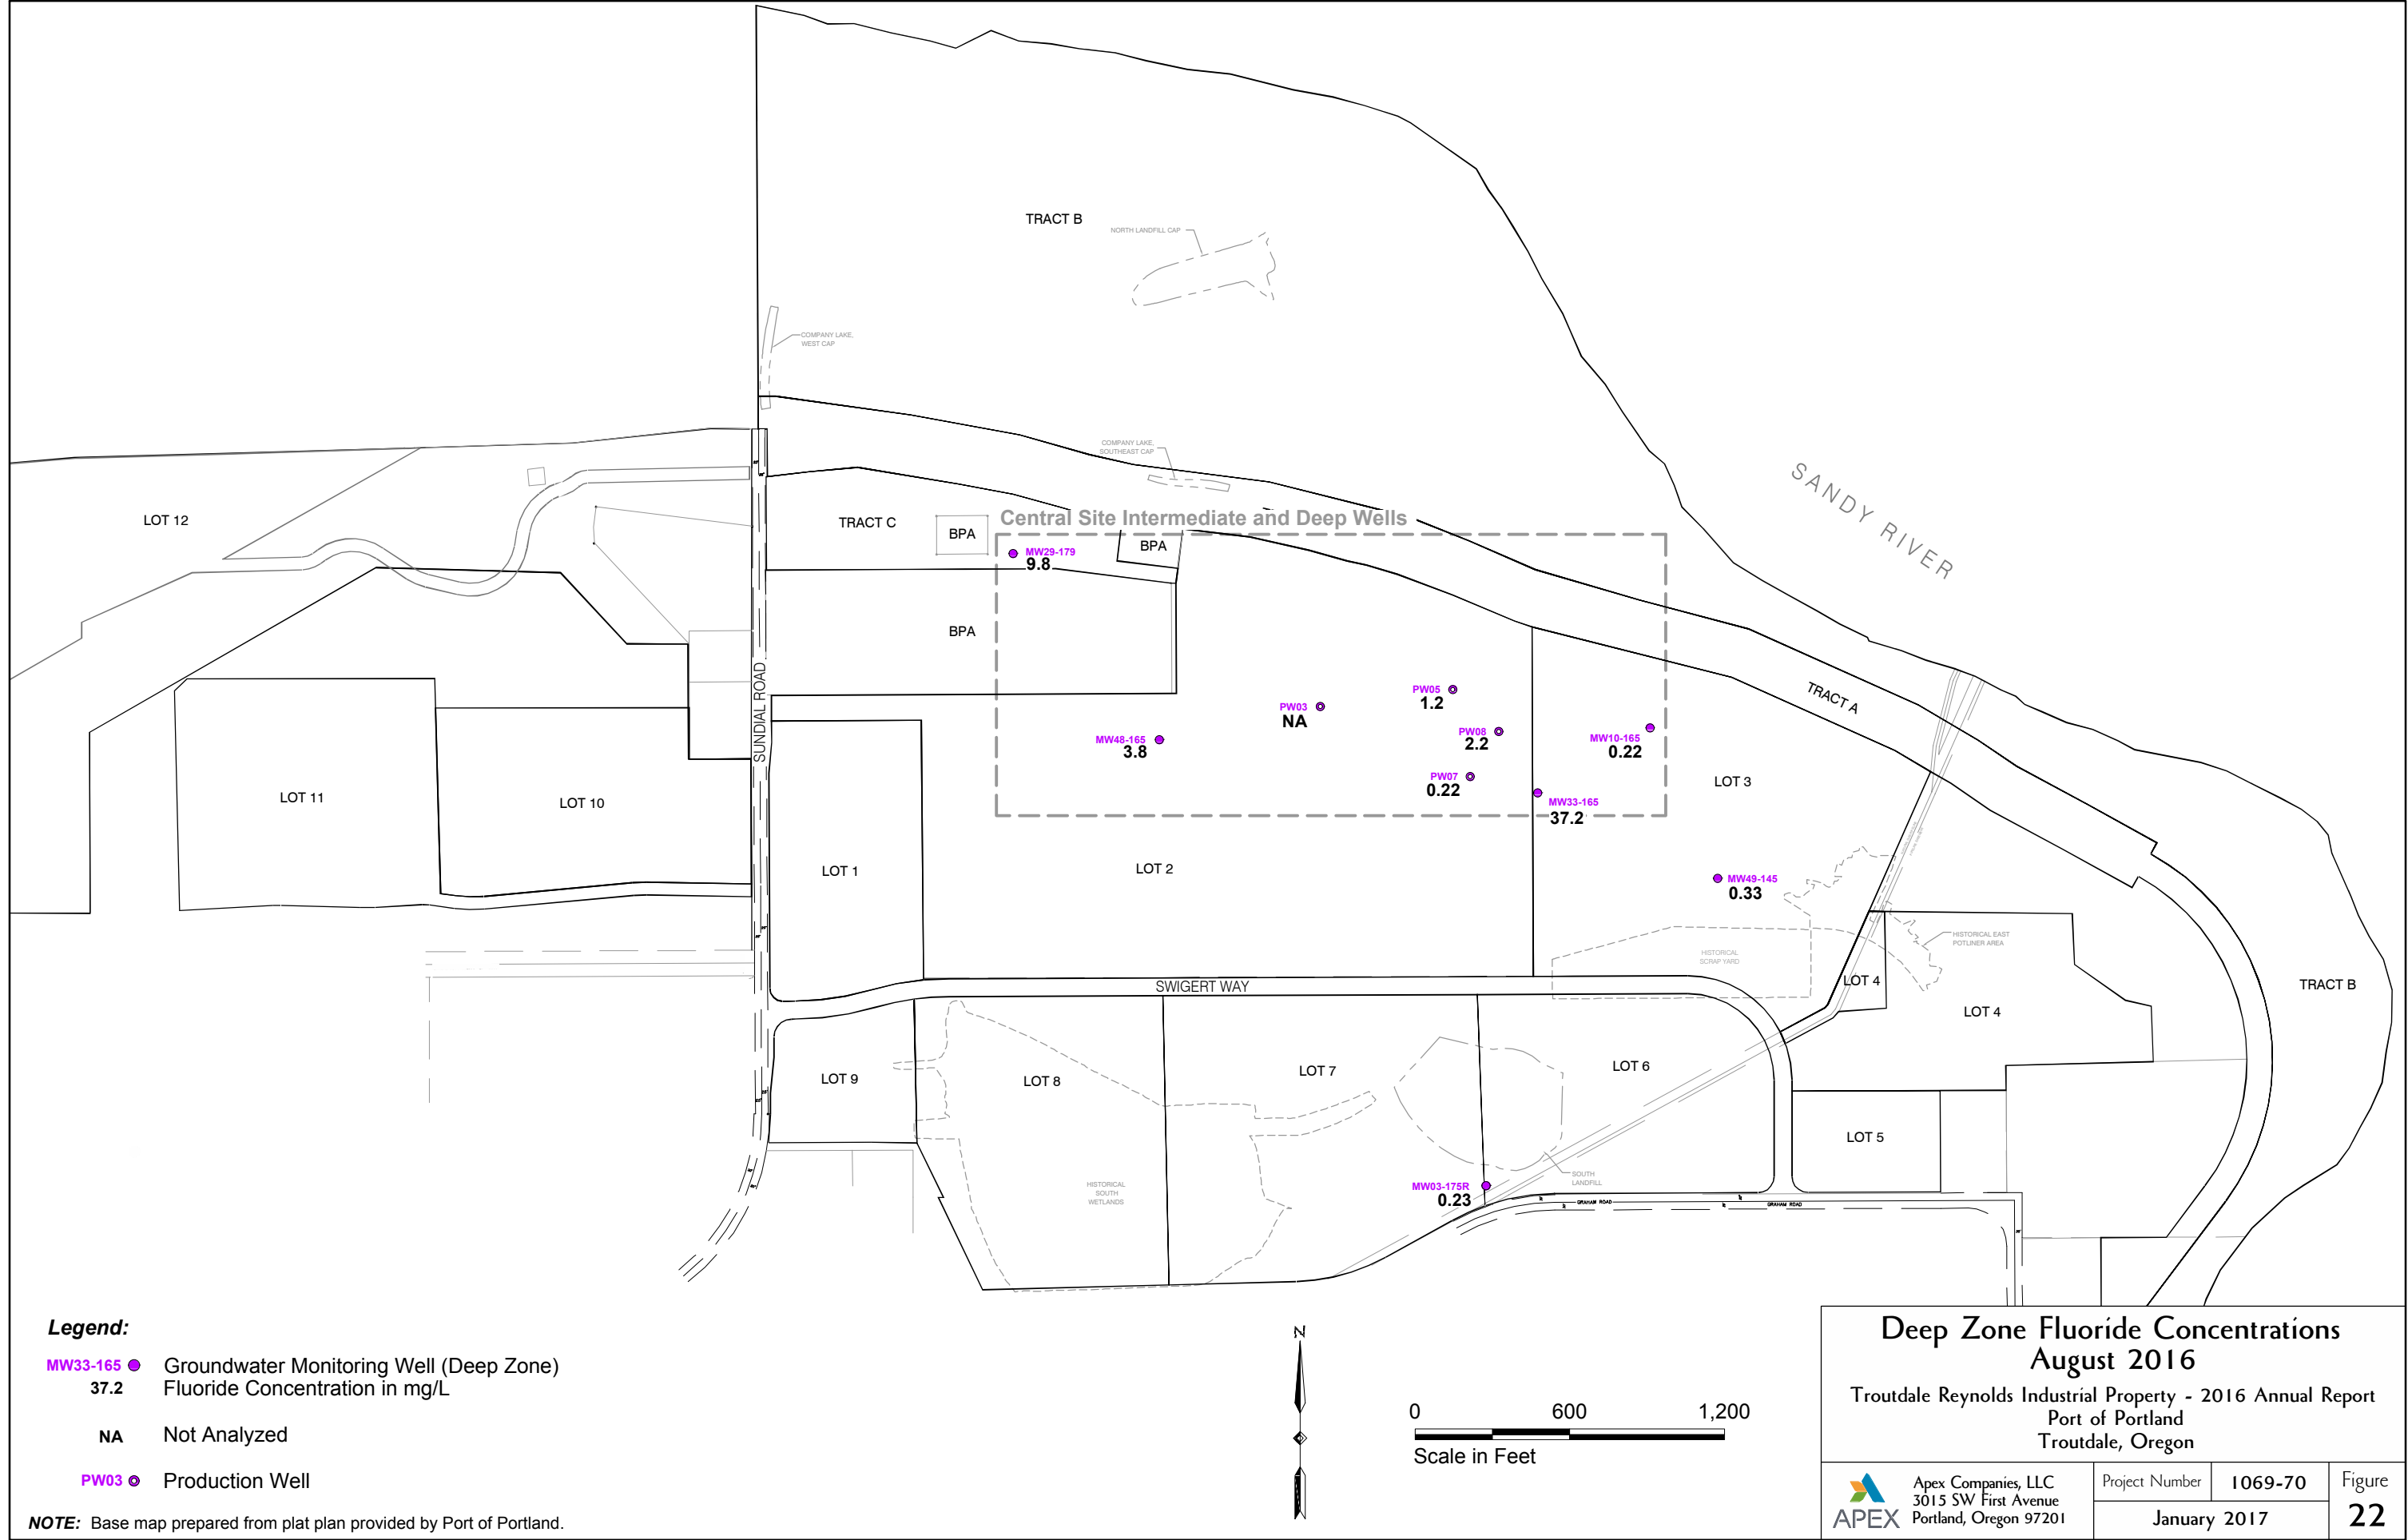 TRACT B
NORTH LANDFILL CAP
COMPANY LAKE,
WEST CAP
COMPANY LAKE,
SOUTHEAST CAP
SANDY RIVER
LOT 12
TRACT C
BPA
Central Site Intermediate and Deep Wells
BPA
MW29-179
9.8
BPA
SUNDIAL ROAD
PW03
NA
PW05
1.2
PW08
2.2
PW07
0.22
MW48-165
3.8
MW10-165
0.22
MW33-165
37.2
TRACT A
LOT 3
LOT 11
LOT 10
LOT 1
LOT 2
MW49-145
0.33
HISTORICAL
SCRAP YARD
HISTORICAL EAST
POTLINER AREA
LOT 4
LOT 4
TRACT B
SWIGERT WAY
LOT 9
LOT 8
LOT 7
LOT 6
LOT 5
HISTORICAL
SOUTH
WETLANDS
SOUTH
LANDFILL
MW03-175R
0.23
GRAHAM ROAD
GRAHAM ROAD
Legend:
MW33-165
Groundwater Monitoring Well (Deep Zone)
37.2
Fluoride Concentration in mg/L
NA
Not Analyzed
PW03
Production Well
NOTE: Base map prepared from plat plan provided by Port of Portland.
N
0 600 1,200
Scale in Feet
Deep Zone Fluoride Concentrations
August 2016
Troutdale Reynolds Industrial Property - 2016 Annual Report
Port of Portland
Troutdale, Oregon
APEX
Apex Companies, LLC
3015 SW First Avenue
Portland, Oregon 97201
Project Number
1069-70
January 2017
Figure
22